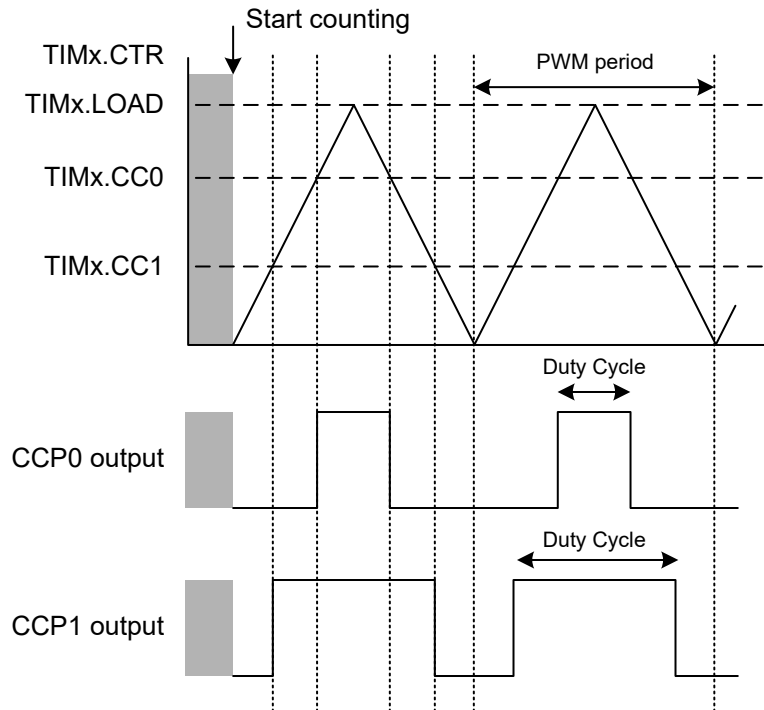 Start counting
TIMx.CTR
PWM period
TIMx.LOAD
TIMx.CC0
TIMx.CC1
Duty Cycle
CCP0 output
Duty Cycle
CCP1 output